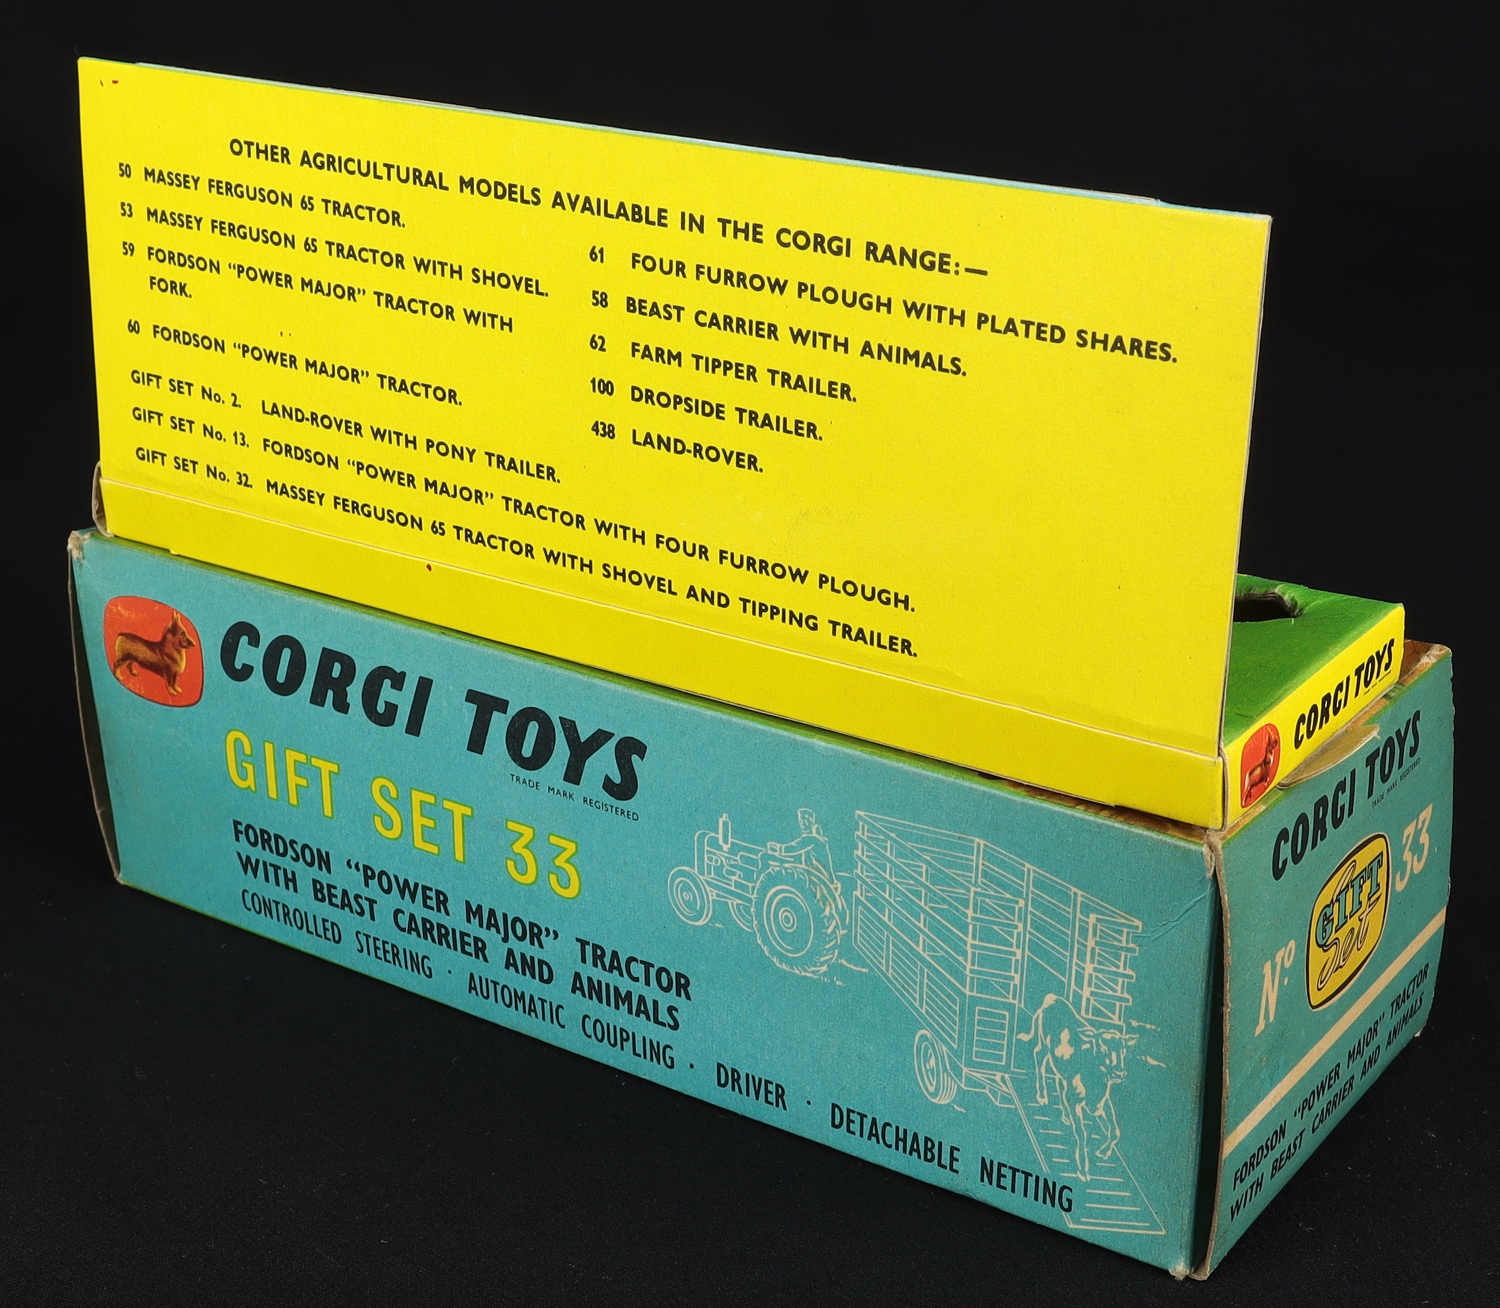 OTHER AGRICULTURAL MODELS AVAILABLE IN THE CORGI RANGE:—
50 MASSEY FERGUSON 65 TRACTOR.
53 MASSEY FERGUSON 65 TRACTOR WITH SHOVEL.
59 FORDSON “POWER MAJOR” TRACTOR WITH
FORK.
60 FORDSON “POWER MAJOR” TRACTOR.
61 FOUR FURROW PLOUGH WITH PLATED SHARES.
58 BEAST CARRIER WITH ANIMALS.
62 FARM TIPPER TRAILER.
100 DROPSIDE TRAILER.
438 LAND-ROVER.
GIFT SET No. 2. LAND-ROVER WITH PONY TRAILER.
GIFT SET No. 13. FORDSON “POWER MAJOR” TRACTOR WITH FOUR FURROW PLOUGH.
GIFT SET No. 32. MASSEY FERGUSON 65 TRACTOR WITH SHOVEL AND TIPPING TRAILER.
CORGI TOYS
CORGI TOYS
TRADE MARK REGISTERED
GIFT SET 33
FORDSON “POWER MAJOR” TRACTOR
WITH BEAST CARRIER AND ANIMALS
CONTROLLED STEERING · AUTOMATIC COUPLING · DRIVER · DETACHABLE NETTING
CORGI TOYS
TRADE MARK REGISTERED
No GIFT Set 33
FORDSON “POWER MAJOR” TRACTOR
WITH BEAST CARRIER AND ANIMALS